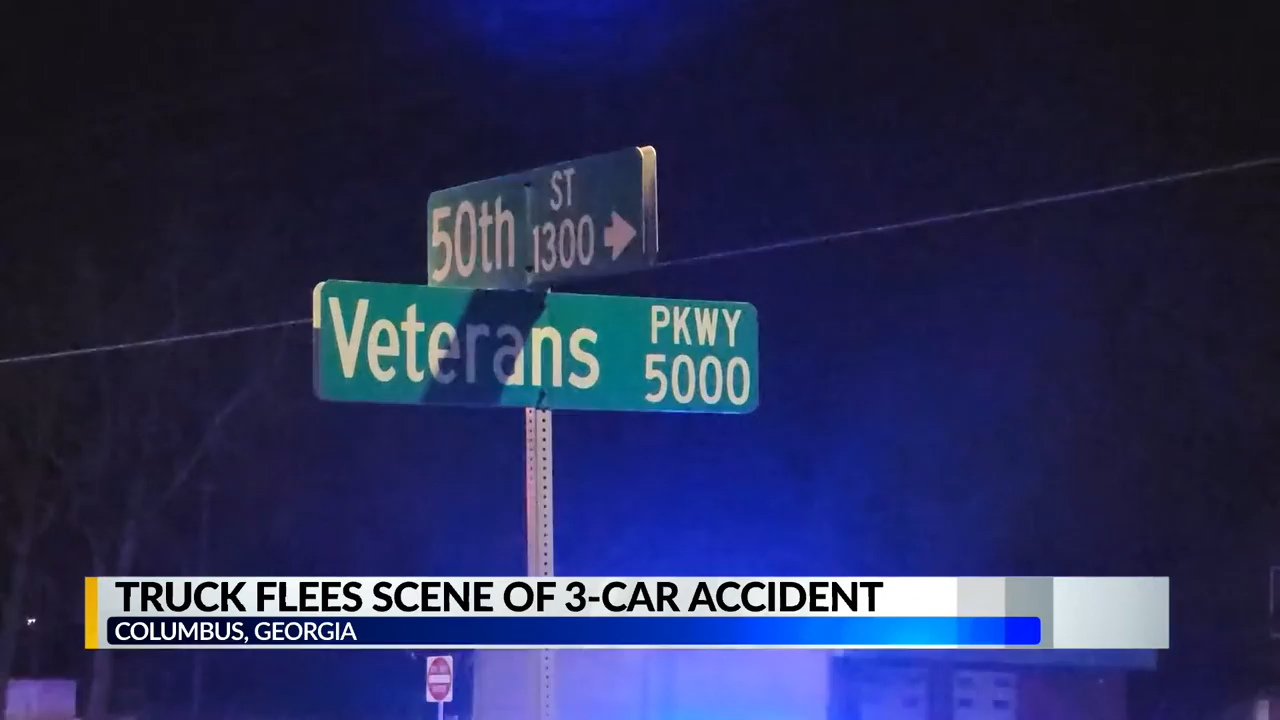 ST
50th 1300
Veterans PKWY
5000
TRUCK FLEES SCENE OF 3-CAR ACCIDENT
COLUMBUS, GEORGIA